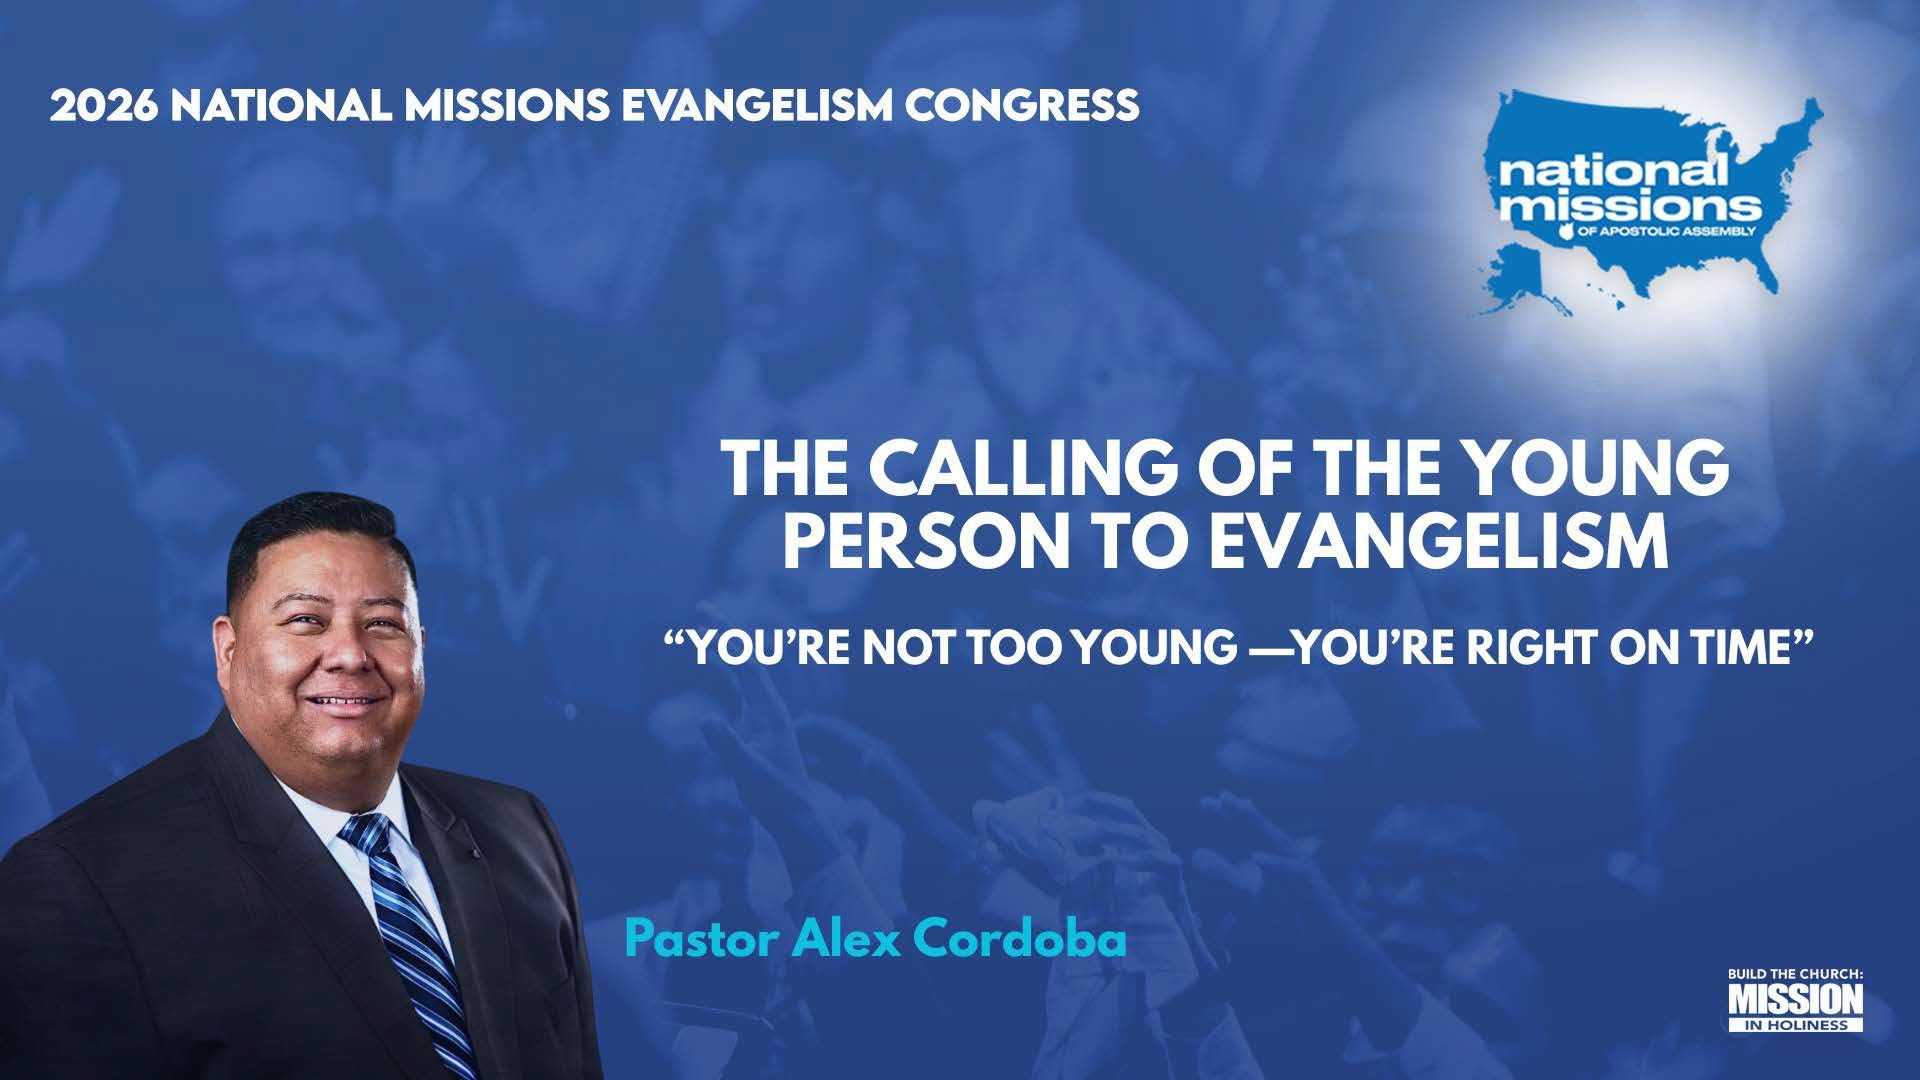 2026 NATIONAL MISSIONS EVANGELISM CONGRESS
national
missions
OF APOSTOLIC ASSEMBLY
THE CALLING OF THE YOUNG
PERSON TO EVANGELISM
“YOU’RE NOT TOO YOUNG —YOU’RE RIGHT ON TIME”
Pastor Alex Cordoba
BUILD THE CHURCH:
MISSION
IN HOLINESS